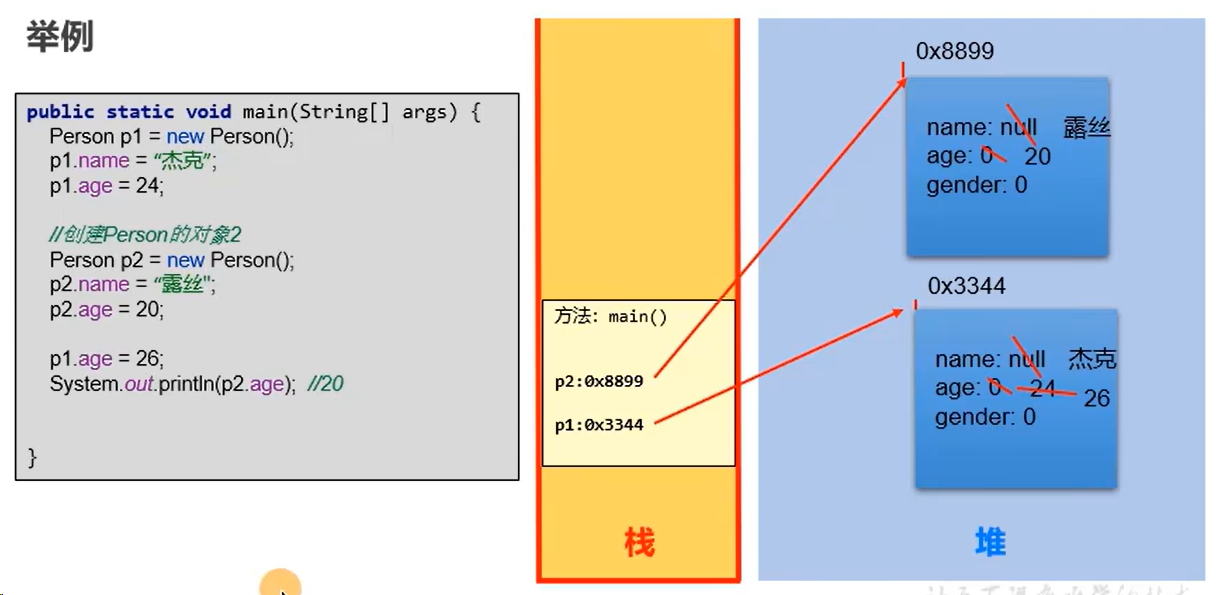 举例
public static void main(String[] args) {
Person p1 = new Person();
p1.name = “杰克”;
p1.age = 24;
//创建Person的对象2
Person p2 = new Person();
p2.name = “露丝";
p2.age = 20;
p1.age = 26;
System.out.println(p2.age); //20
}
方法: main()
p2:0x8899
p1:0x3344
栈
0x8899
name: null 露丝
age: 0 20
gender: 0
0x3344
name: null 杰克
age: 0 24 26
gender: 0
堆